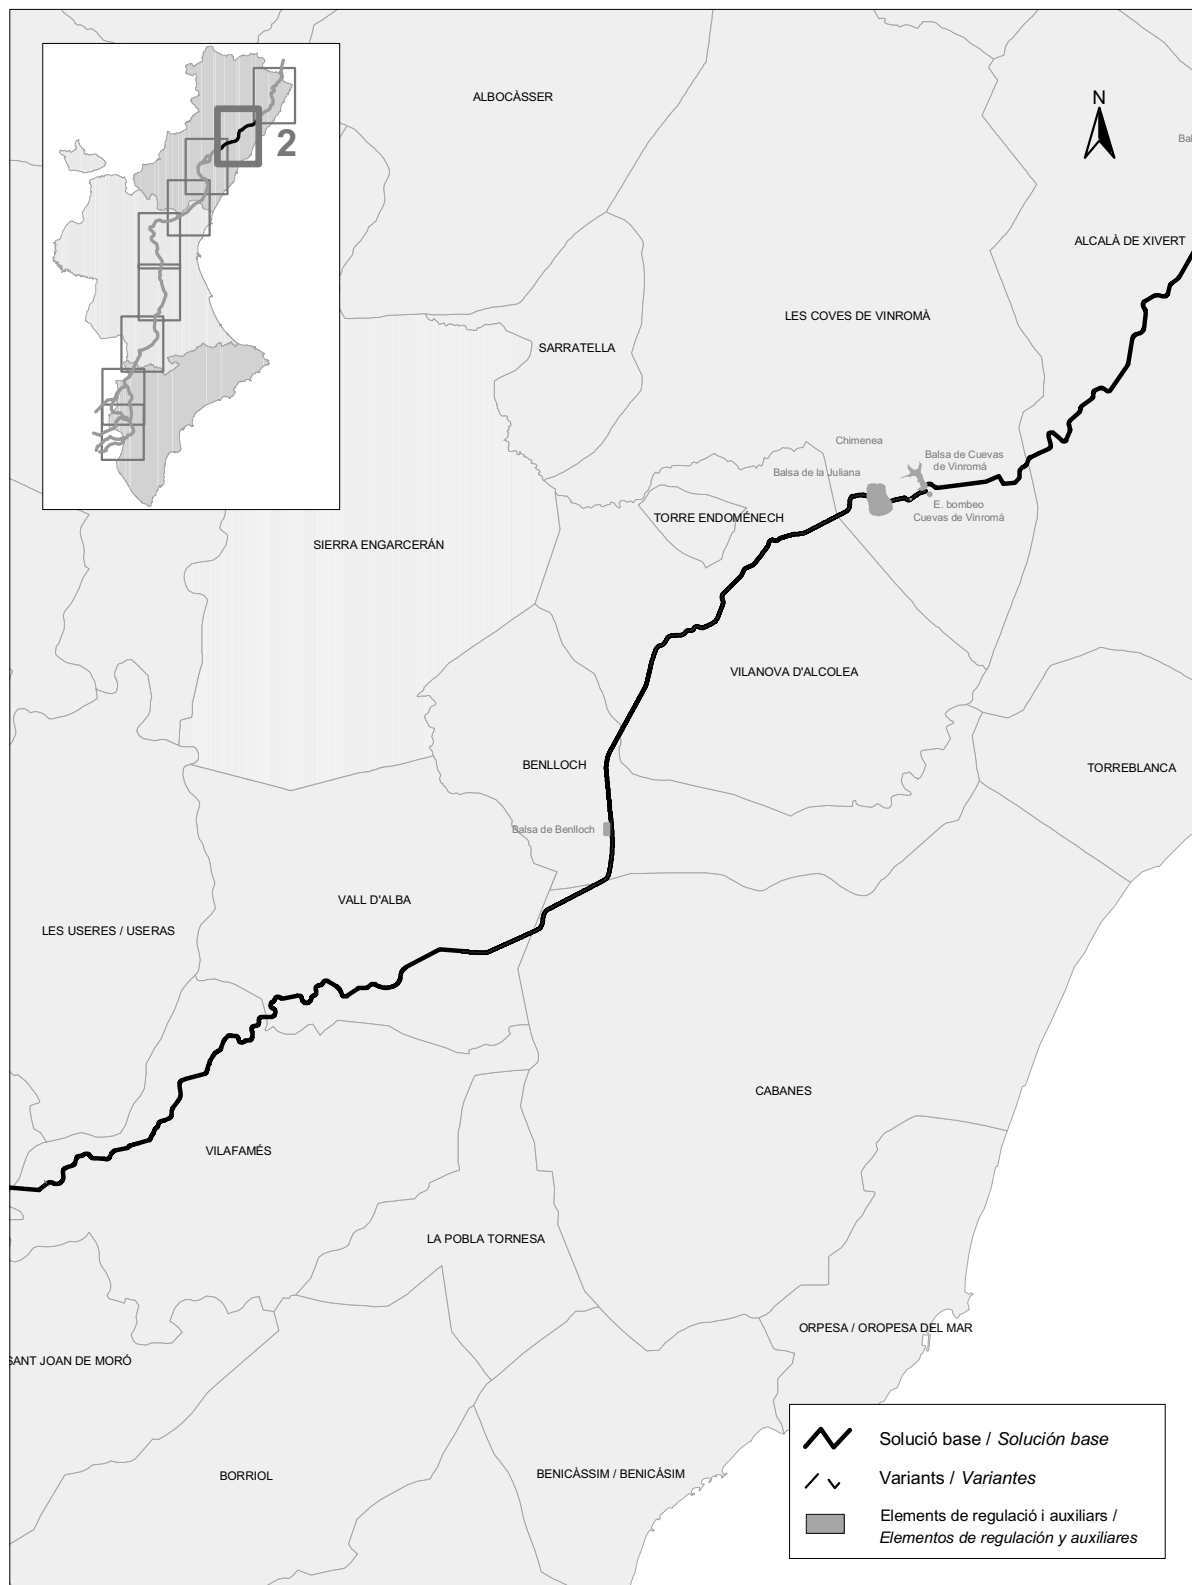 ALBOCÀSSER
N
2
Bal
ALCALÀ DE XIVERT
LES COVES DE VINROMÀ
SARRATELLA
Chimenea
Balsa de Cuevas
de Vinromá
Balsa de la Juliana
E. bombeo
Cuevas de Vinromá
TORRE ENDOMÉNECH
SIERRA ENGARCERÁN
VILANOVA D'ALCOLEA
BENLLOCH
TORREBLANCA
Balsa de Benlloch
VALL D'ALBA
LES USERES / USERAS
CABANES
VILAFAMÉS
LA POBLA TORNESA
ORPESA / OROPESA DEL MAR
SANT JOAN DE MORÓ
BORRIOL
BENICÀSSIM / BENICÁSIM
Solució base / Solución base
Variants / Variantes
Elements de regulació i auxiliars /
Elementos de regulación y auxiliares